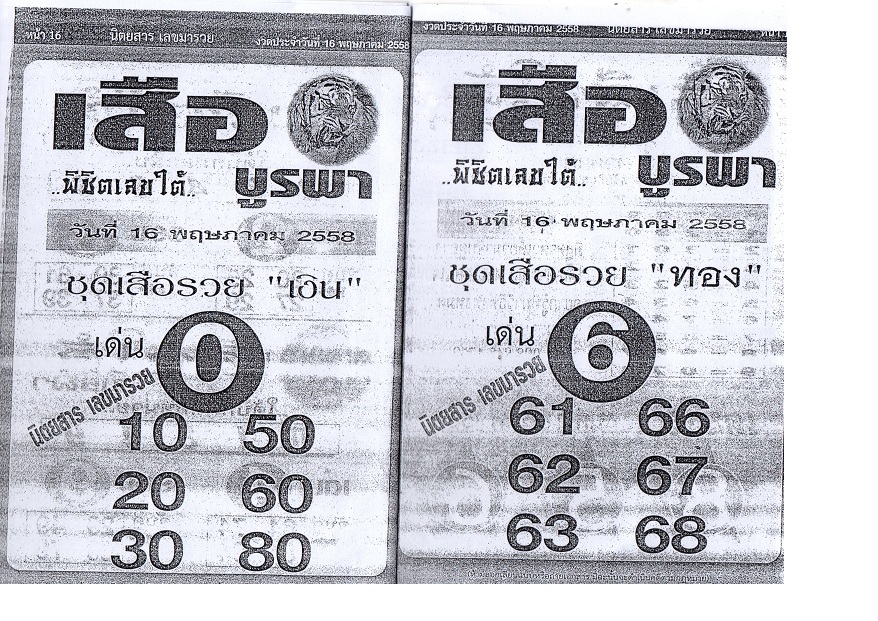 หน้า 16 นิตยสาร เลขมารวย งวดประจำวันที่ 16 พฤษภาคม 2558
เสือ
..พิชิตเลขใต้.. บูรพา
วันที่ 16 พฤษภาคม 2558
ชุดเสือรวย "เงิน"
เด่น 0
นิตยสาร เลขมารวย
10 50
20 60
30 80
งวดประจำวันที่ 16 พฤษภาคม 2558 นิตยสาร เลขมารวย หน้า
เสือ
..พิชิตเลขใต้.. บูรพา
วันที่ 16 พฤษภาคม 2558
ชุดเสือรวย "ทอง"
เด่น 6
นิตยสาร เลขมารวย
61 66
62 67
63 68